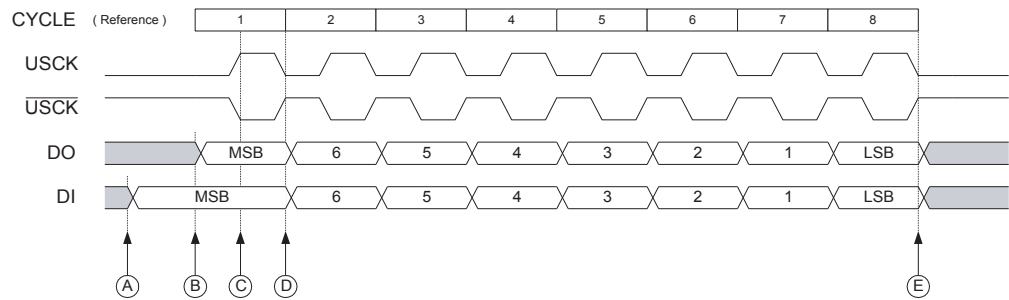 CYCLE ( Reference ) 1 2 3 4 5 6 7 8
USCK
USCK
DO MSB 6 5 4 3 2 1 LSB
DI MSB 6 5 4 3 2 1 LSB
A B C D E